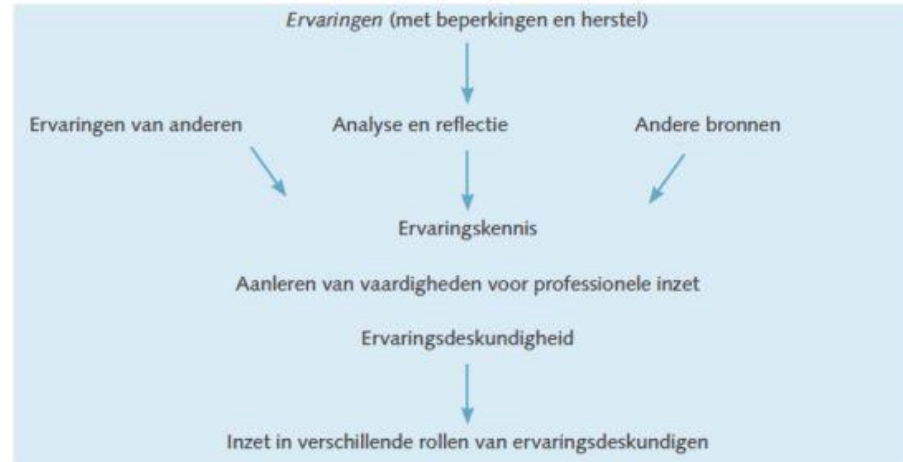 Ervaringen (met beperkingen en herstel)
Ervaringen van anderen
Analyse en reflectie
Andere bronnen
Ervaringskennis
Aanleren van vaardigheden voor professionele inzet
Ervaringsdeskundigheid
Inzet in verschillende rollen van ervaringsdeskundigen